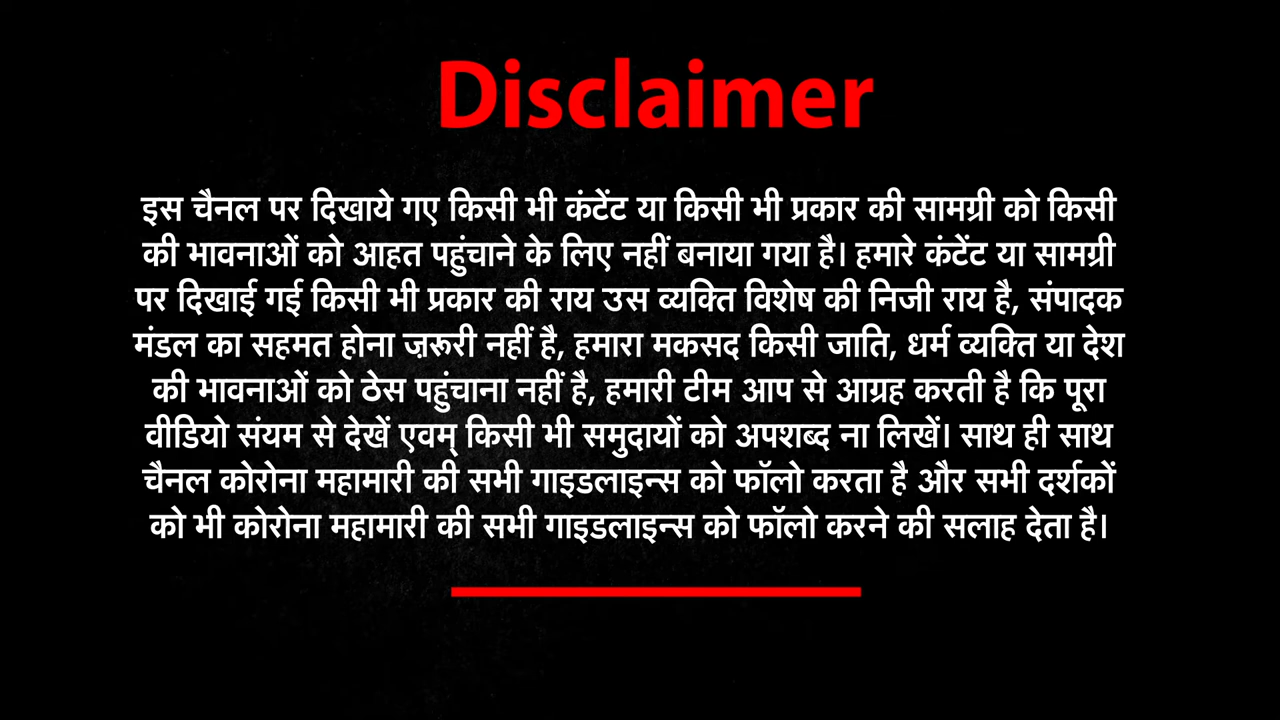 Disclaimer
इस चैनल पर दिखाये गए किसी भी कंटेंट या किसी भी प्रकार की सामग्री को किसी
की भावनाओं को आहत पहुंचाने के लिए नहीं बनाया गया है। हमारे कंटेंट या सामग्री
पर दिखाई गई किसी भी प्रकार की राय उस व्यक्ति विशेष की निजी राय है, संपादक
मंडल का सहमत होना ज़रूरी नहीं है, हमारा मकसद किसी जाति, धर्म व्यक्ति या देश
की भावनाओं को ठेस पहुंचाना नहीं है, हमारी टीम आप से आग्रह करती है कि पूरा
वीडियो संयम से देखें एवम् किसी भी समुदायों को अपशब्द ना लिखें। साथ ही साथ
चैनल कोरोना महामारी की सभी गाइडलाइन्स को फॉलो करता है और सभी दर्शकों
को भी कोरोना महामारी की सभी गाइडलाइन्स को फॉलो करने की सलाह देता है।